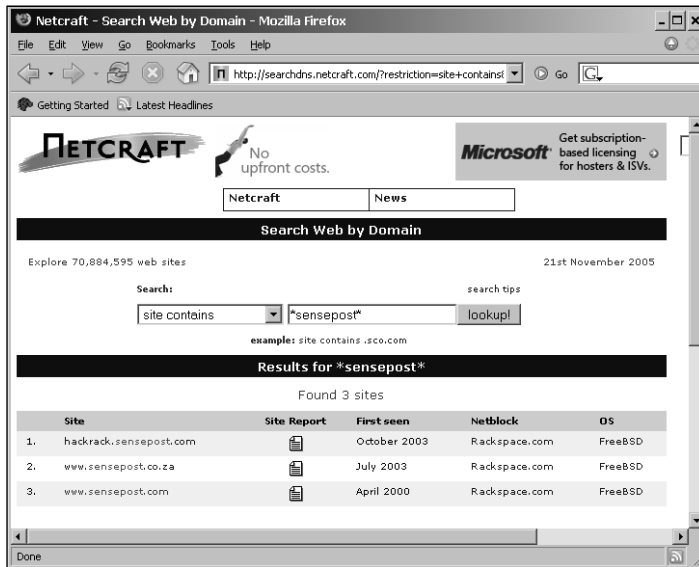 Netcraft - Search Web by Domain - Mozilla Firefox
File Edit View Go Bookmarks Tools Help
http://searchdns.netcraft.com/?restriction=site+contains& Go G
Getting Started Latest Headlines
NETCRAFT
No
upfront costs.
Microsoft
Get subscription-
based licensing
for hosters & ISVs.
Netcraft News
Search Web by Domain
Explore 70,884,595 web sites 21st November 2005
Search: search tips
site contains *sensepost* lookup!
example: site contains .sco.com
Results for *sensepost*
Found 3 sites
Site Site Report First seen Netblock OS
1. hackrack.sensepost.com October 2003 Rackspace.com FreeBSD
2. www.sensepost.co.za July 2003 Rackspace.com FreeBSD
3. www.sensepost.com April 2000 Rackspace.com FreeBSD
Done